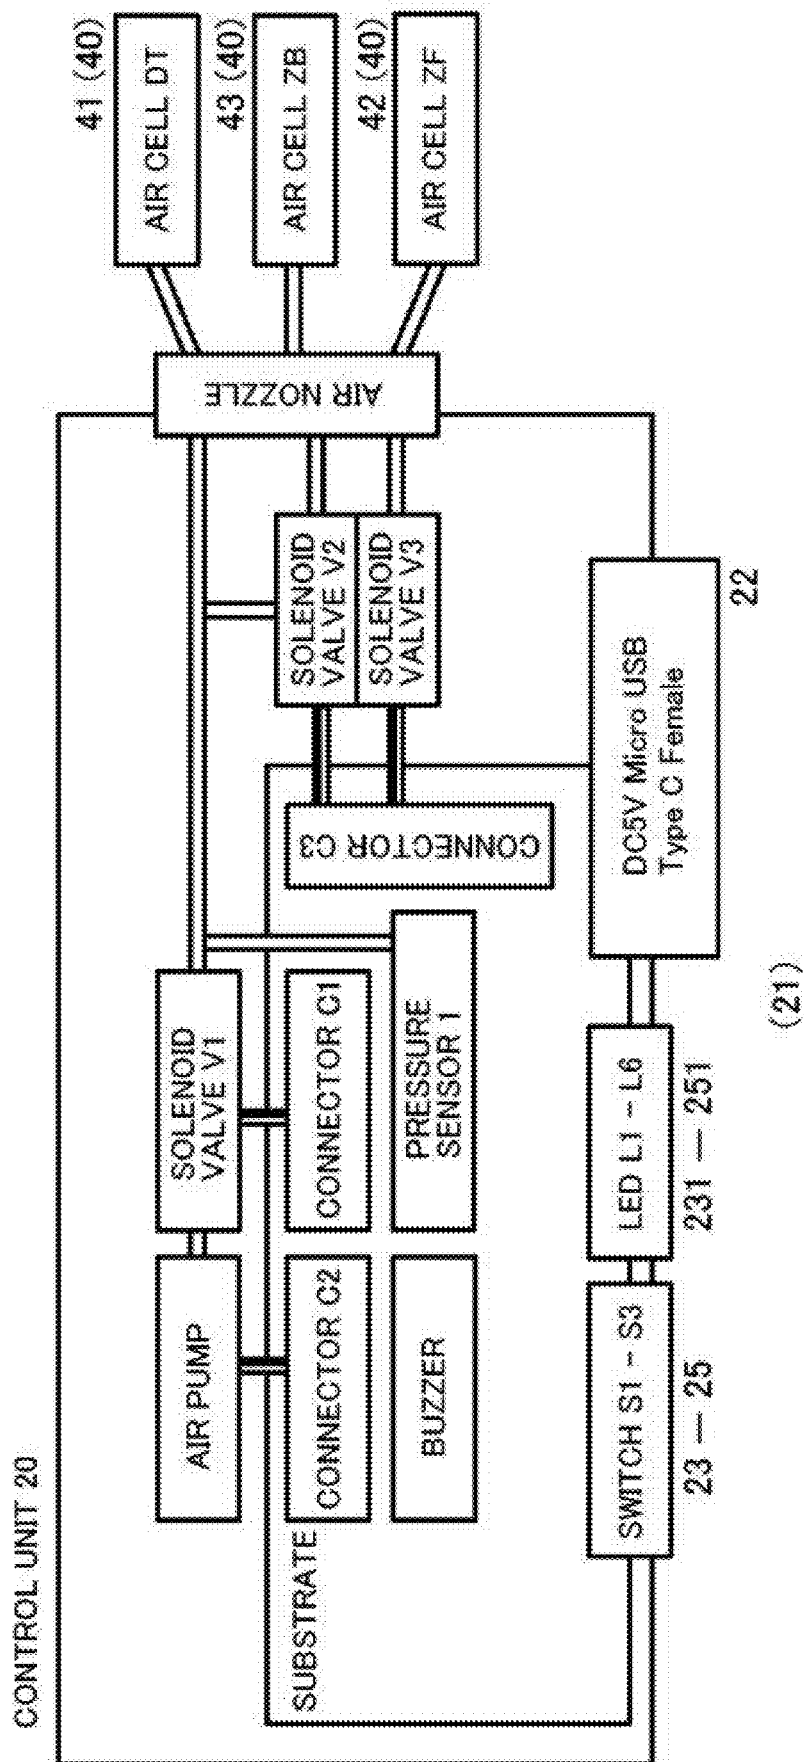 CONTROL UNIT 20
AIR PUMP
SOLENOID
VALVE V1
AIR NOZZLE
41 (40)
AIR CELL DT
43 (40)
AIR CELL ZB
42 (40)
AIR CELL ZF
SUBSTRATE
CONNECTOR C2
CONNECTOR C1
CONNECTOR C3
SOLENOID
VALVE V2
SOLENOID
VALVE V3
BUZZER
PRESSURE
SENSOR 1
SWITCH S1 - S3
23 — 25
LED L1 - L6
231 — 251
DC5V Micro USB
Type C Female
22
(21)